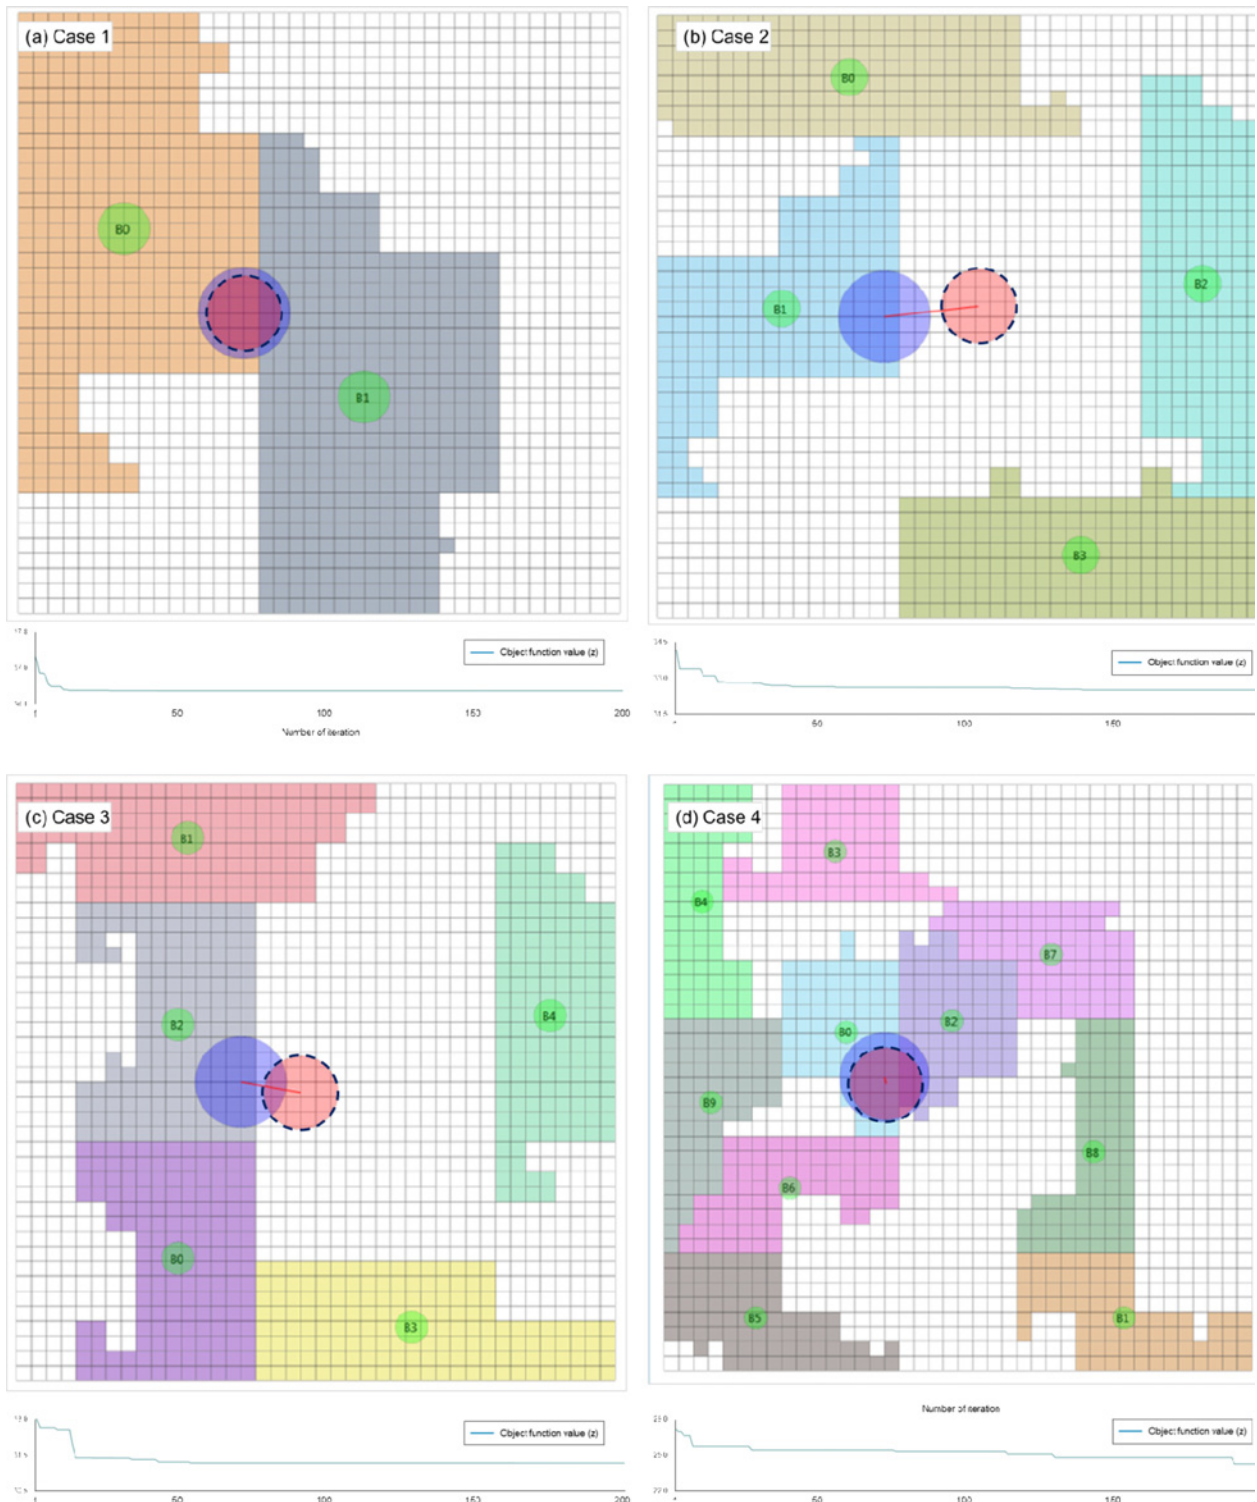 (a) Case 1
B0
B1
Object function value (z)
50
100
150
200
Number of iteration
(b) Case 2
B0
B1
B2
B3
Object function value (z)
50
100
150
(c) Case 3
B1
B2
B4
B0
B3
Object function value (z)
50
100
150
200
(d) Case 4
B3
B4
B7
B0
B2
B9
B8
B6
B5
B1
Number of iteration
Object function value (z)
50
100
150